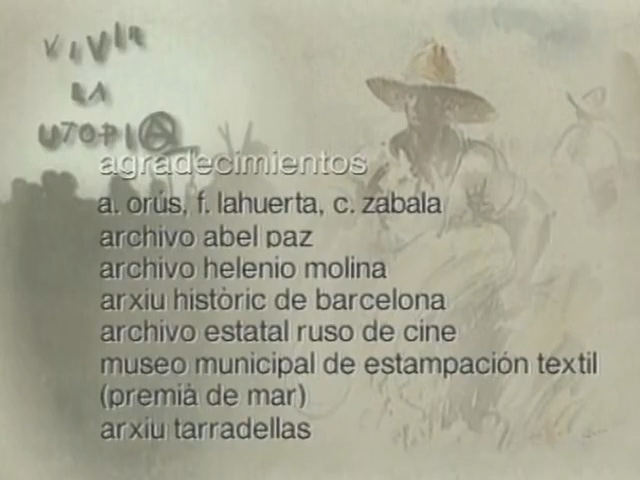 VIVIR
LA
UTOPIA
agradecimientos
a. orús, f. lahuerta, c. zabala
archivo abel paz
archivo helenio molina
arxiu històric de barcelona
archivo estatal ruso de cine
museo municipal de estampación textil
(premià de mar)
arxiu tarradellas